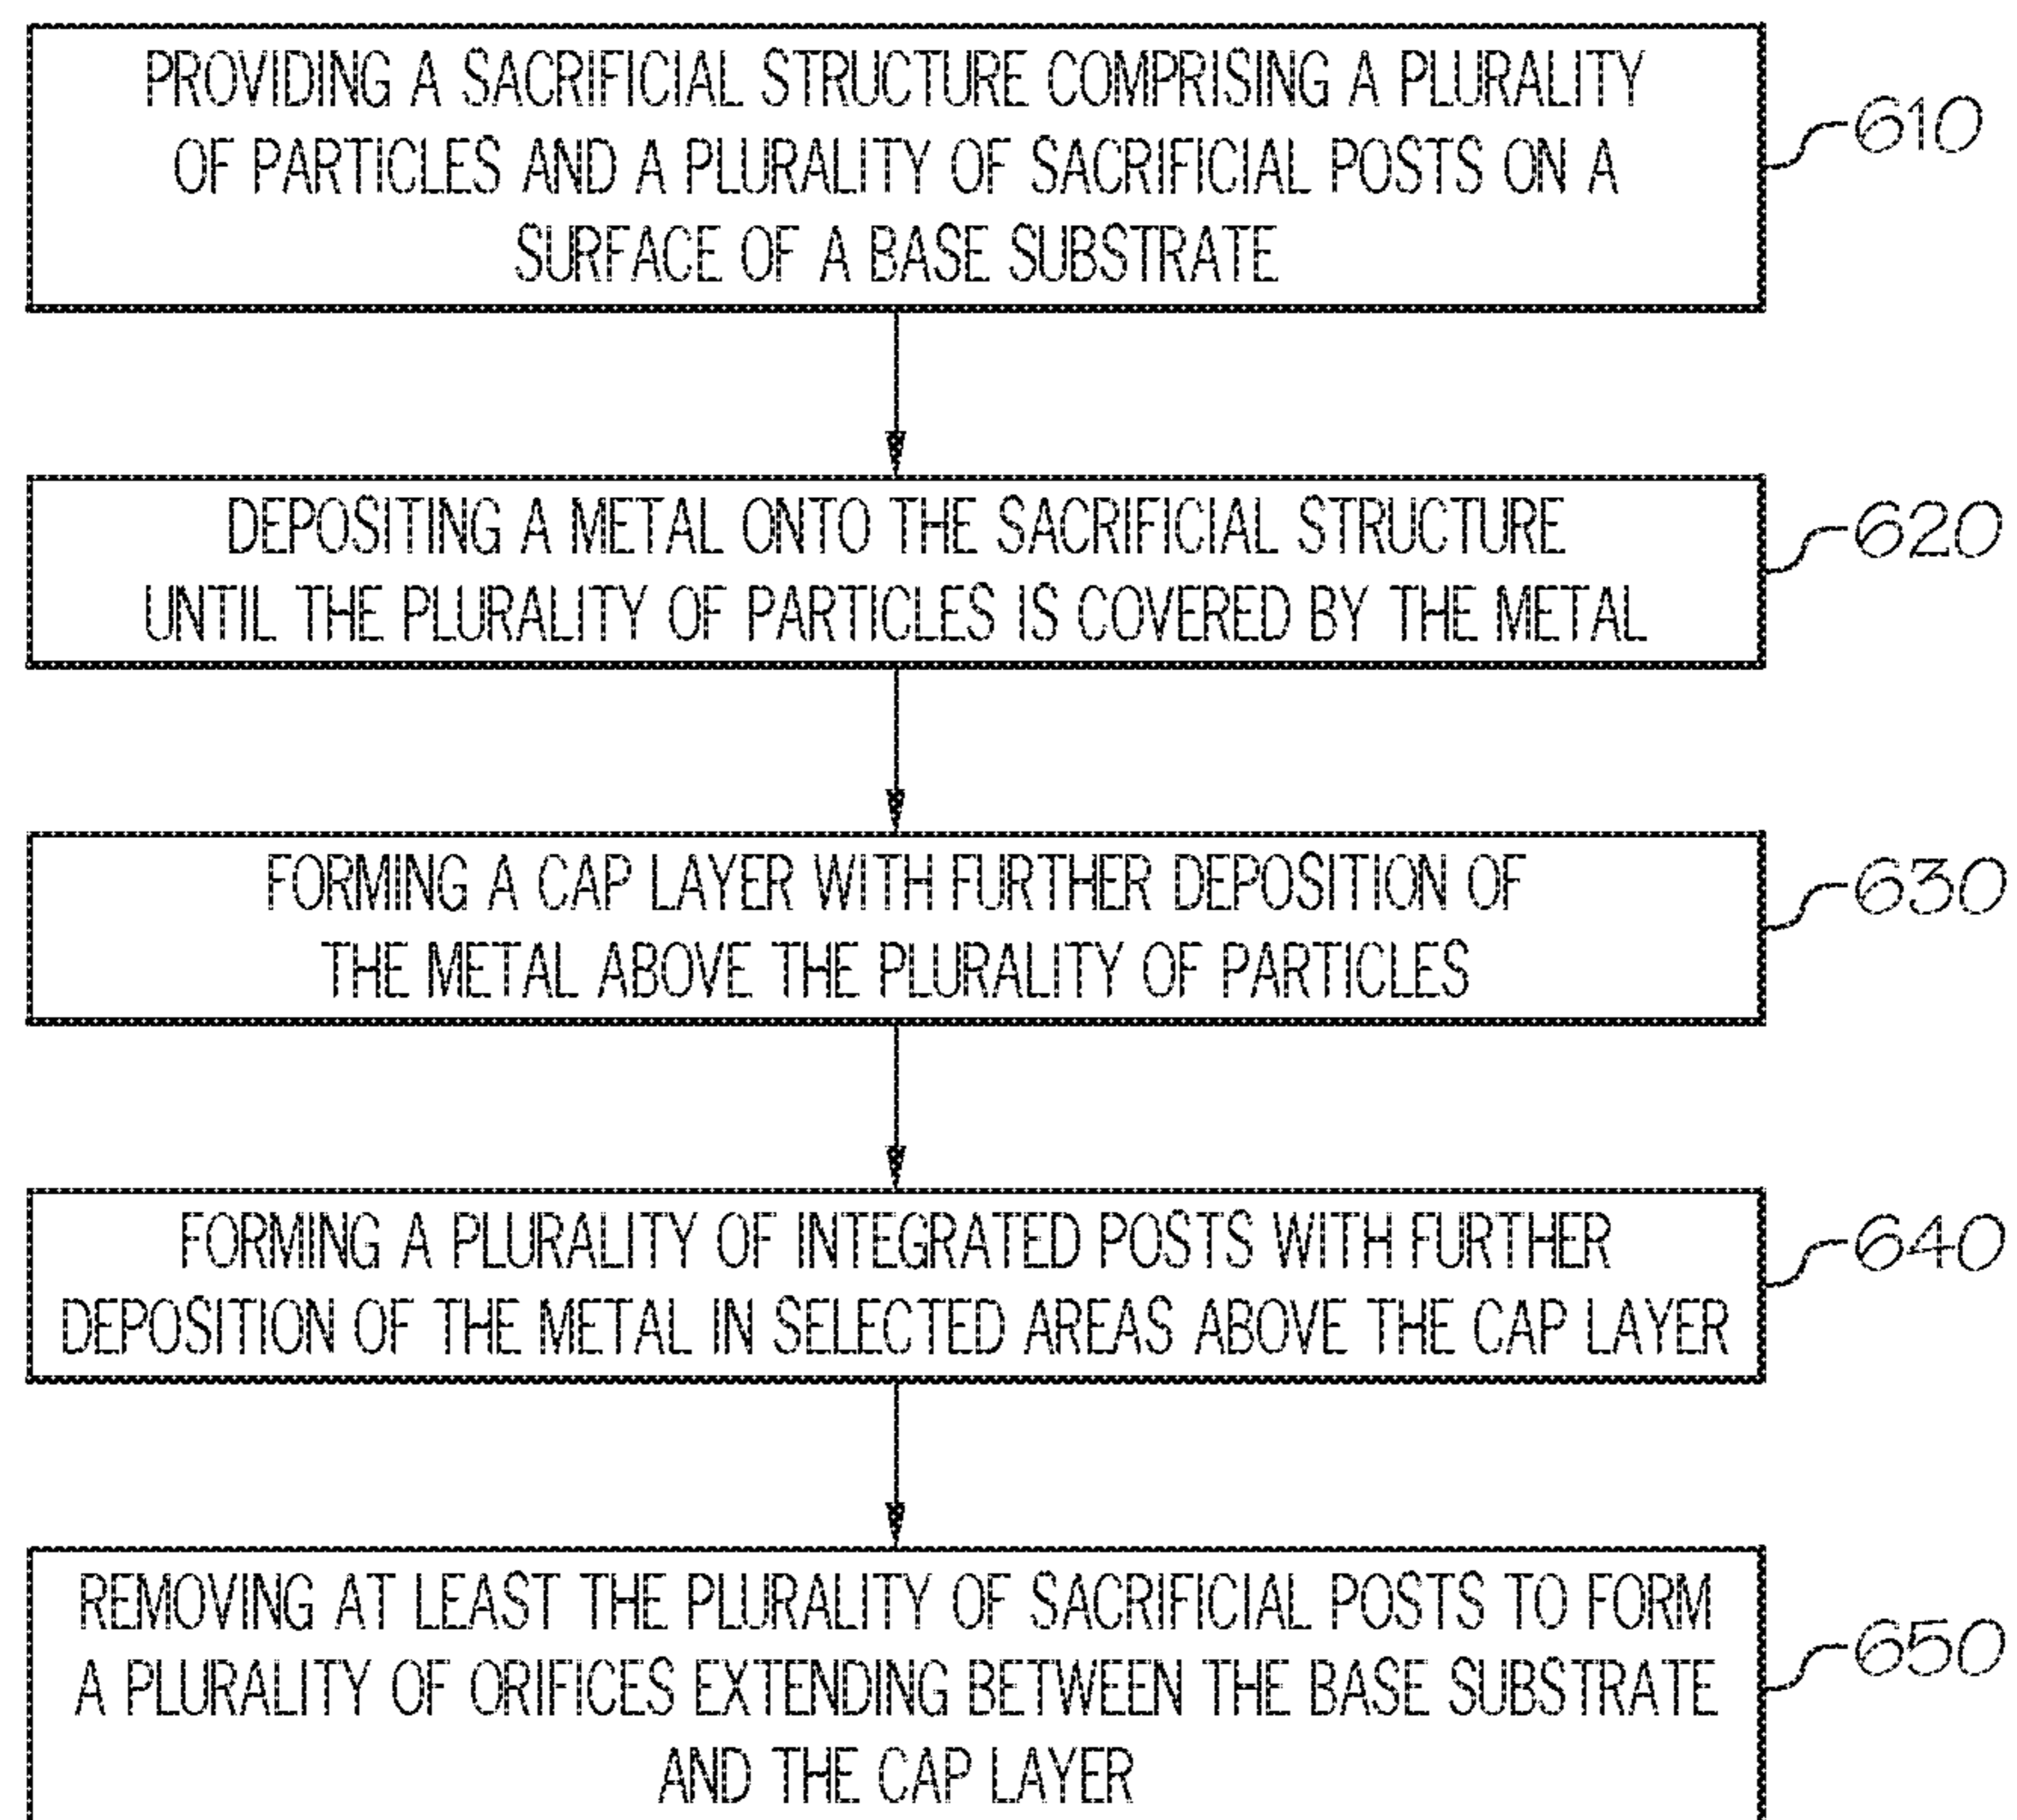 PROVIDING A SACRIFICIAL STRUCTURE COMPRISING A PLURALITY
OF PARTICLES AND A PLURALITY OF SACRIFICIAL POSTS ON A
SURFACE OF A BASE SUBSTRATE
610
DEPOSITING A METAL ONTO THE SACRIFICIAL STRUCTURE
UNTIL THE PLURALITY OF PARTICLES IS COVERED BY THE METAL
620
FORMING A CAP LAYER WITH FURTHER DEPOSITION OF
THE METAL ABOVE THE PLURALITY OF PARTICLES
630
FORMING A PLURALITY OF INTEGRATED POSTS WITH FURTHER
DEPOSITION OF THE METAL IN SELECTED AREAS ABOVE THE CAP LAYER
640
REMOVING AT LEAST THE PLURALITY OF SACRIFICIAL POSTS TO FORM
A PLURALITY OF ORIFICES EXTENDING BETWEEN THE BASE SUBSTRATE
AND THE CAP LAYER
650